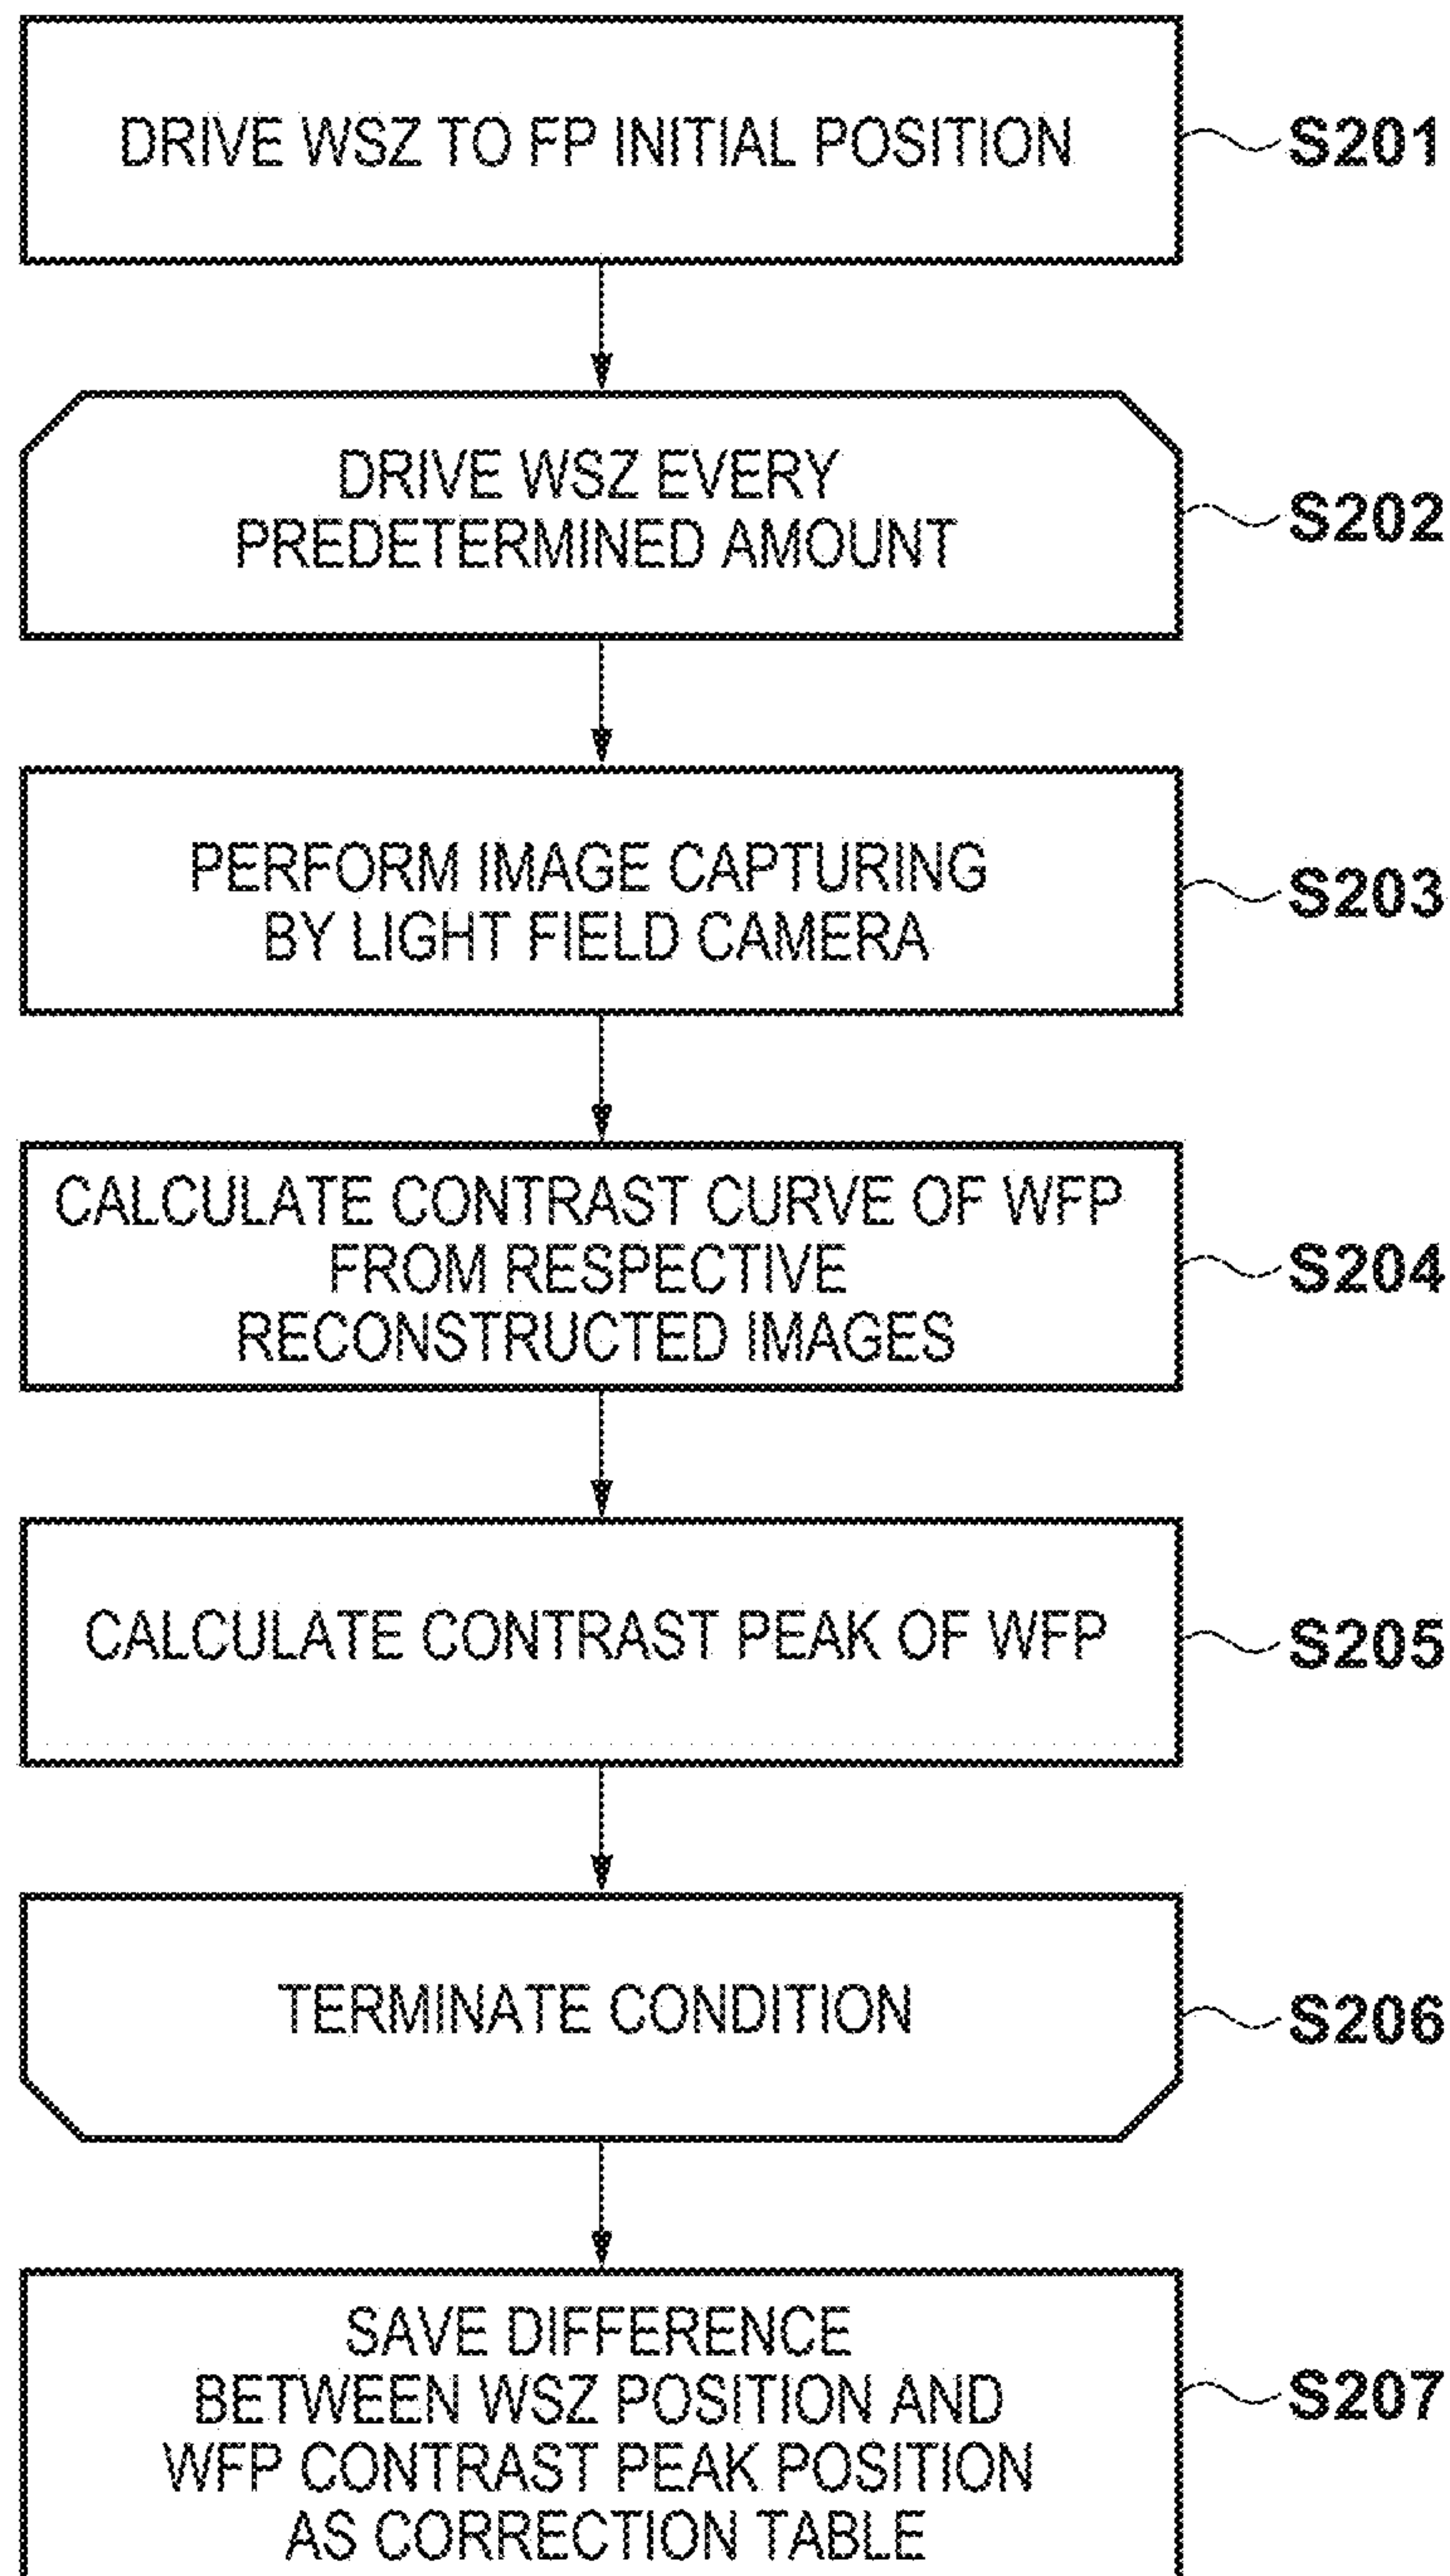 DRIVE WSZ TO FP INITIAL POSITION
S201
DRIVE WSZ EVERY
PREDETERMINED AMOUNT
S202
PERFORM IMAGE CAPTURING
BY LIGHT FIELD CAMERA
S203
CALCULATE CONTRAST CURVE OF WFP
FROM RESPECTIVE
RECONSTRUCTED IMAGES
S204
CALCULATE CONTRAST PEAK OF WFP
S205
TERMINATE CONDITION
S206
SAVE DIFFERENCE
BETWEEN WSZ POSITION AND
WFP CONTRAST PEAK POSITION
AS CORRECTION TABLE
S207